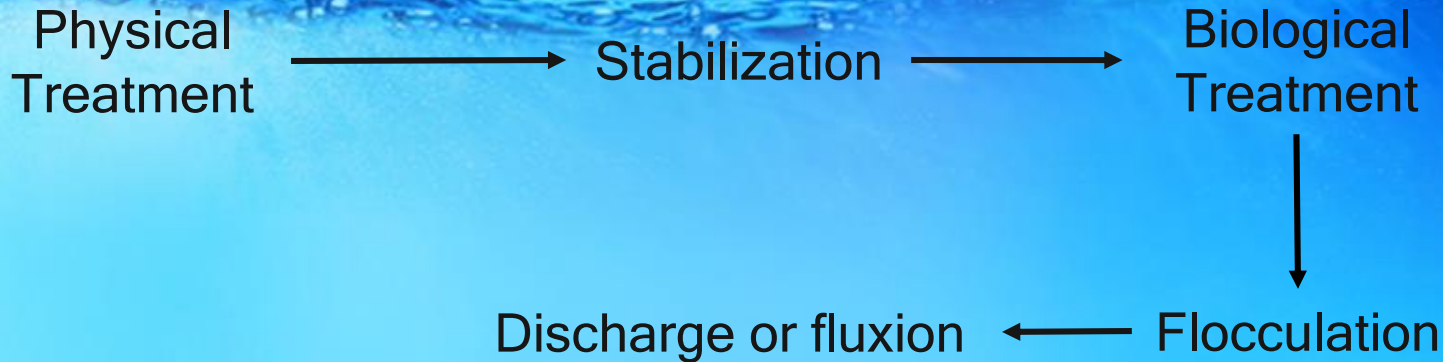 Physical
Treatment
Stabilization
Biological
Treatment
Flocculation
Discharge or fluxion